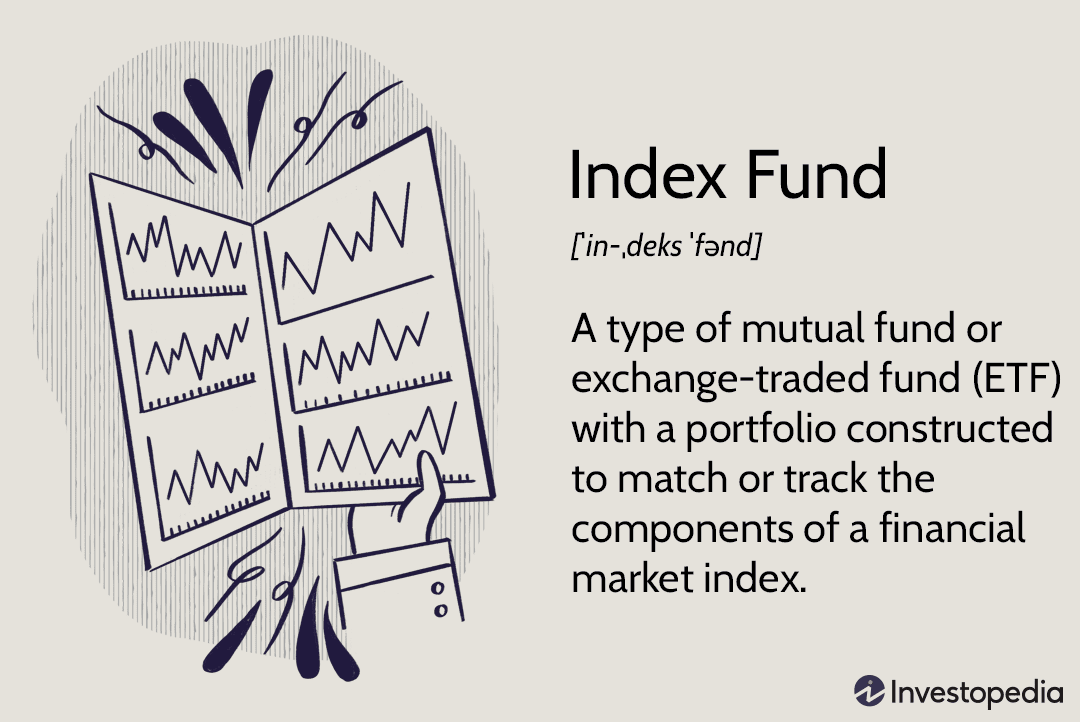 Index Fund
[ˈin-ˌdeks ˈfənd]
A type of mutual fund or
exchange-traded fund (ETF)
with a portfolio constructed
to match or track the
components of a financial
market index.
Investopedia